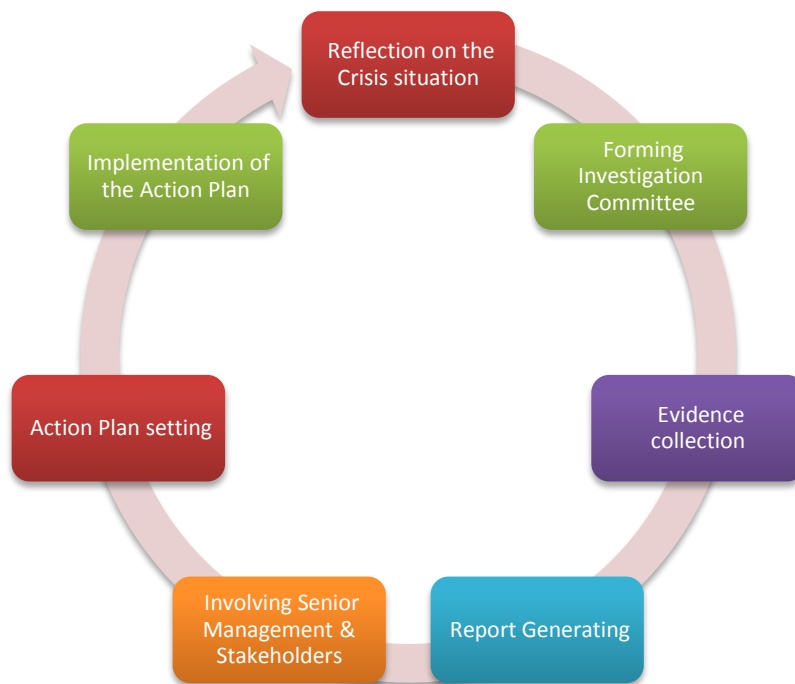 Reflection on the
Crisis situation
Forming
Investigation
Committee
Evidence
collection
Report Generating
Involving Senior
Management &
Stakeholders
Action Plan setting
Implementation of
the Action Plan